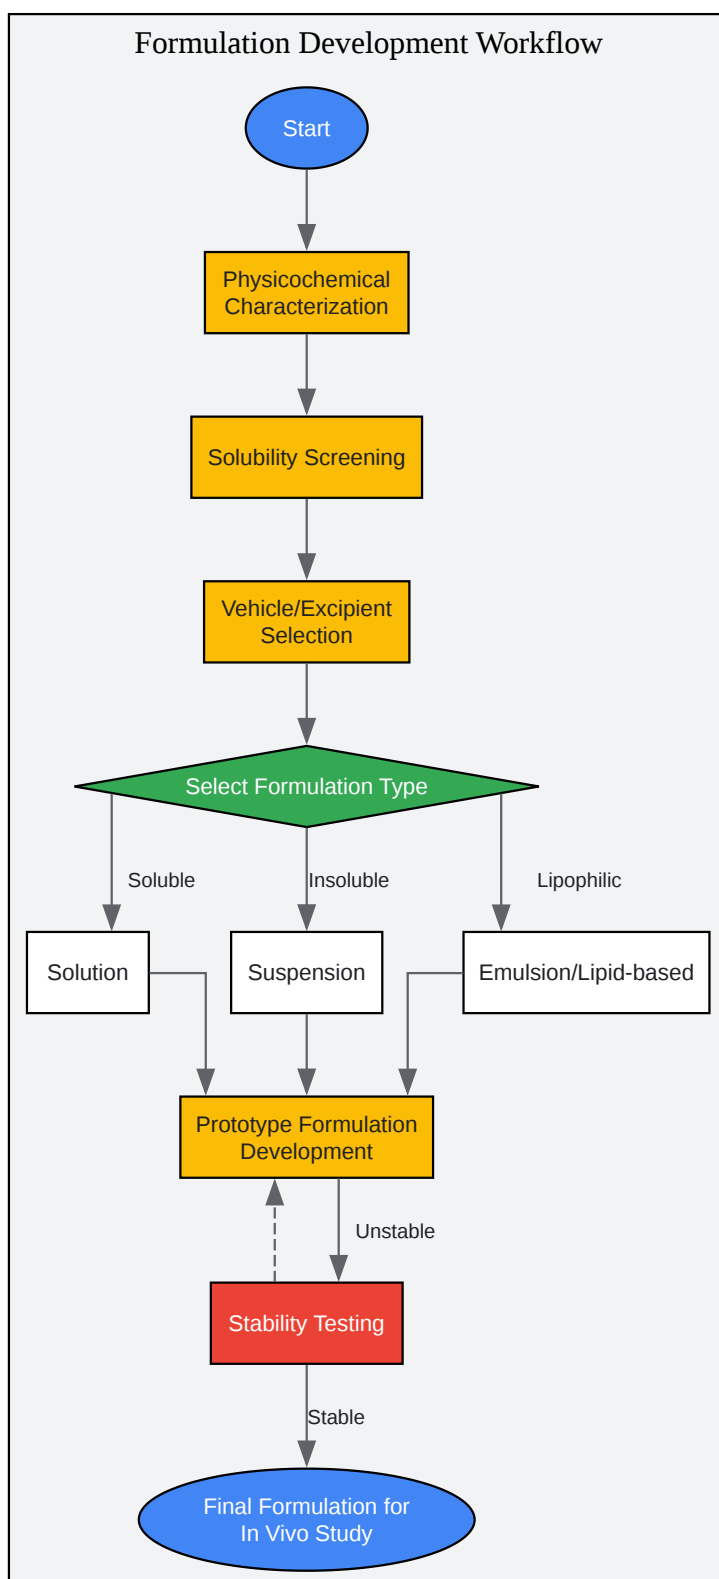 Formulation Development Workflow
Start
Physicochemical
Characterization
Solubility Screening
Vehicle/Excipient
Selection
Select Formulation Type
Soluble
Insoluble
Lipophilic
Solution
Suspension
Emulsion/Lipid-based
Prototype Formulation
Development
Unstable
Stability Testing
Stable
Final Formulation for
In Vivo Study